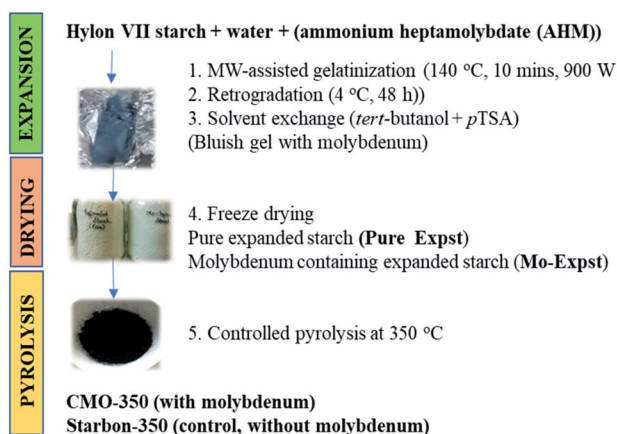 EXPANSION
Hylon VII starch + water + (ammonium heptamolybdate (AHM))
1. MW-assisted gelatinization (140 °C, 10 mins, 900 W
2. Retrogradation (4 °C, 48 h))
3. Solvent exchange (tert-butanol + pTSA)
(Bluish gel with molybdenum)
DRYING
4. Freeze drying
Pure expanded starch (Pure Expst)
Molybdenum containing expanded starch (Mo-Expst)
PYROLYSIS
5. Controlled pyrolysis at 350 °C
CMO-350 (with molybdenum)
Starbon-350 (control, without molybdenum)